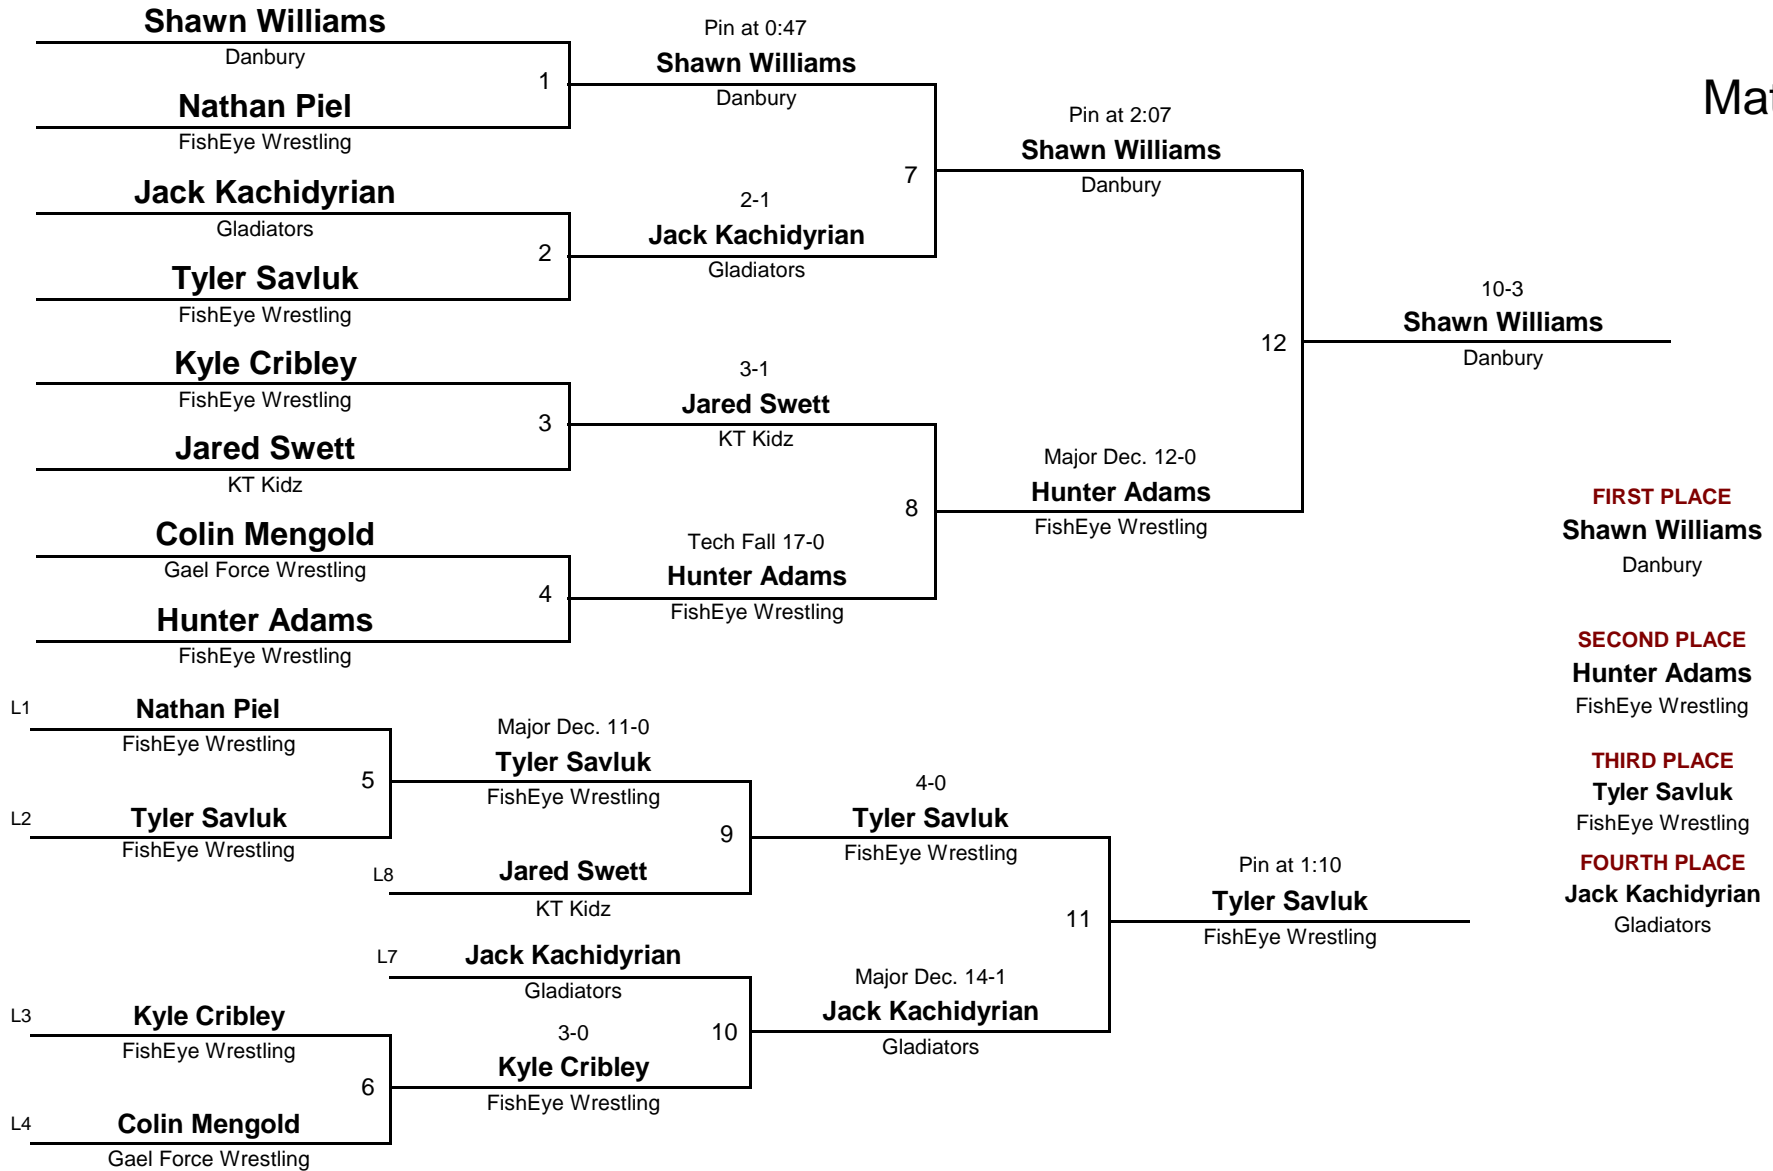 Shawn Williams
Danbury
1
Nathan Piel
FishEye Wrestling
Jack Kachidyrian
Gladiators
2
Tyler Savluk
FishEye Wrestling
Kyle Cribley
FishEye Wrestling
3
Jared Swett
KT Kidz
Colin Mengold
Gael Force Wrestling
4
Hunter Adams
FishEye Wrestling
Pin at 0:47
Shawn Williams
Danbury
7
2-1
Jack Kachidyrian
Gladiators
3-1
Jared Swett
KT Kidz
8
Tech Fall 17-0
Hunter Adams
FishEye Wrestling
Pin at 2:07
Shawn Williams
Danbury
12
Major Dec. 12-0
Hunter Adams
FishEye Wrestling
10-3
Shawn Williams
Danbury
Mat
FIRST PLACE
Shawn Williams
Danbury
SECOND PLACE
Hunter Adams
FishEye Wrestling
THIRD PLACE
Tyler Savluk
FishEye Wrestling
FOURTH PLACE
Jack Kachidyrian
Gladiators
L1 Nathan Piel
FishEye Wrestling
5
L2 Tyler Savluk
FishEye Wrestling
L3 Kyle Cribley
FishEye Wrestling
6
L4 Colin Mengold
Gael Force Wrestling
Major Dec. 11-0
Tyler Savluk
FishEye Wrestling
9
L8 Jared Swett
KT Kidz
L7 Jack Kachidyrian
Gladiators
10
3-0
Kyle Cribley
FishEye Wrestling
4-0
Tyler Savluk
FishEye Wrestling
11
Major Dec. 14-1
Jack Kachidyrian
Gladiators
Pin at 1:10
Tyler Savluk
FishEye Wrestling